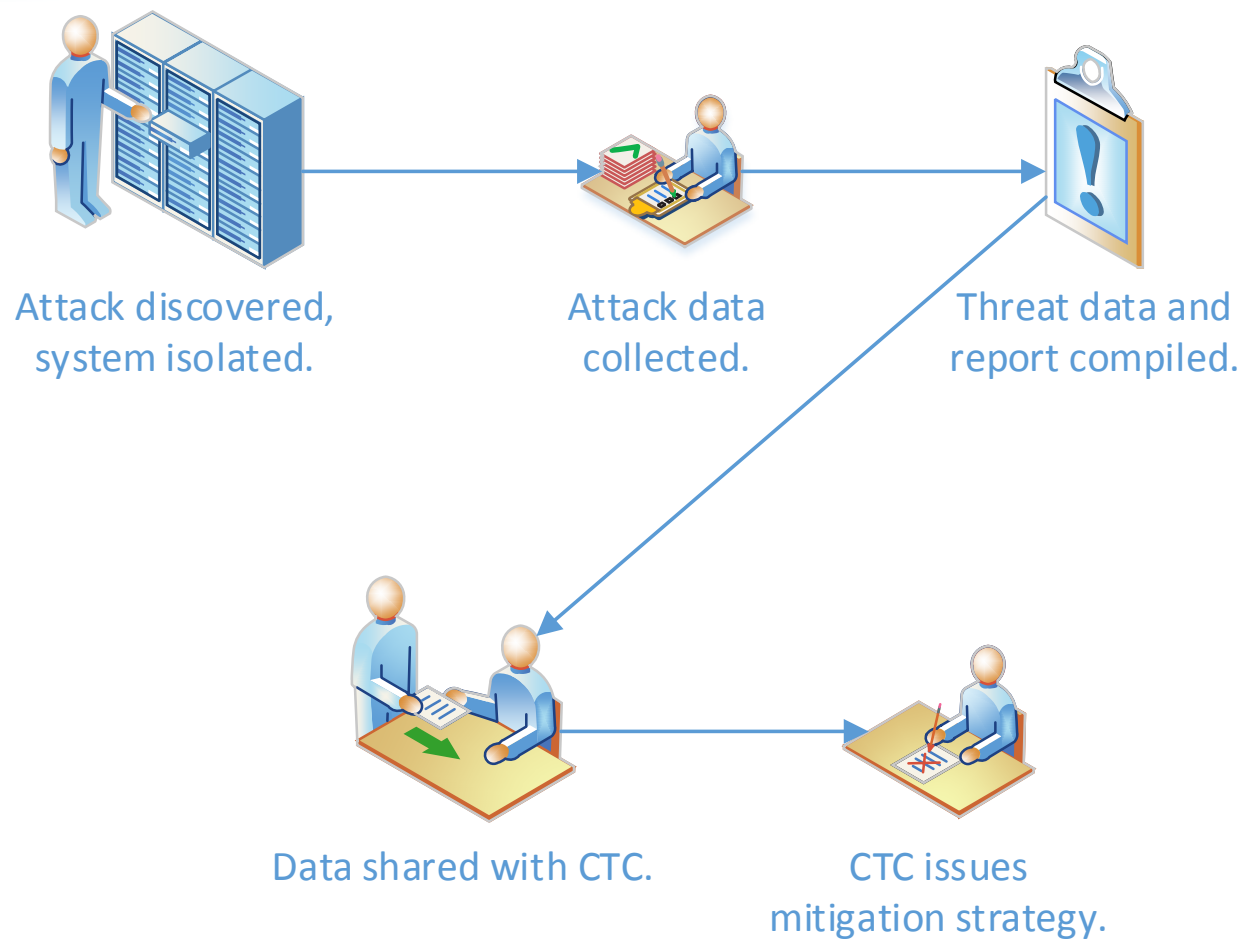 Attack discovered,
system isolated.
Attack data
collected.
Threat data and
report compiled.
Data shared with CTC.
CTC issues
mitigation strategy.